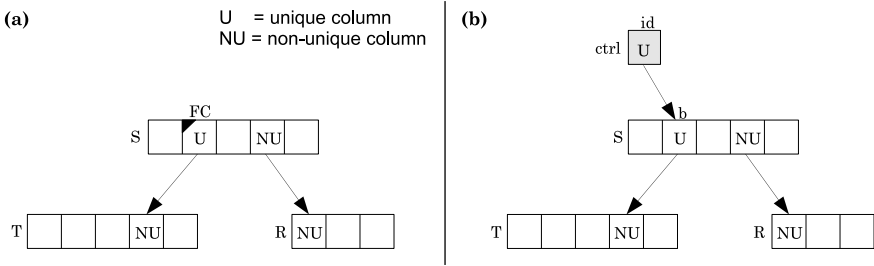 (a)
U = unique column
NU = non-unique column
FC
S U NU
T NU
R NU
(b)
id
ctrl U
b
S U NU
T NU
R NU